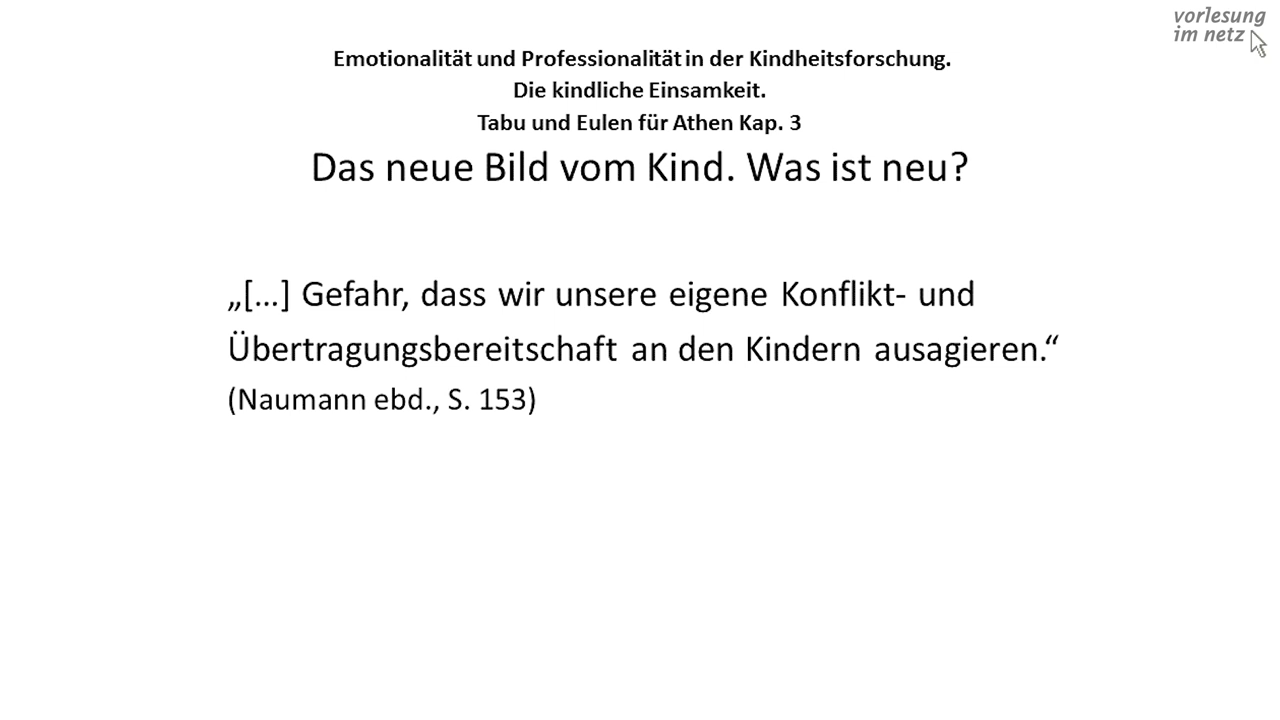 vorlesung
im netz
Emotionalität und Professionalität in der Kindheitsforschung.
Die kindliche Einsamkeit.
Tabu und Eulen für Athen Kap. 3
Das neue Bild vom Kind. Was ist neu?
„[…] Gefahr, dass wir unsere eigene Konflikt- und
Übertragungsbereitschaft an den Kindern ausagieren.“
(Naumann ebd., S. 153)